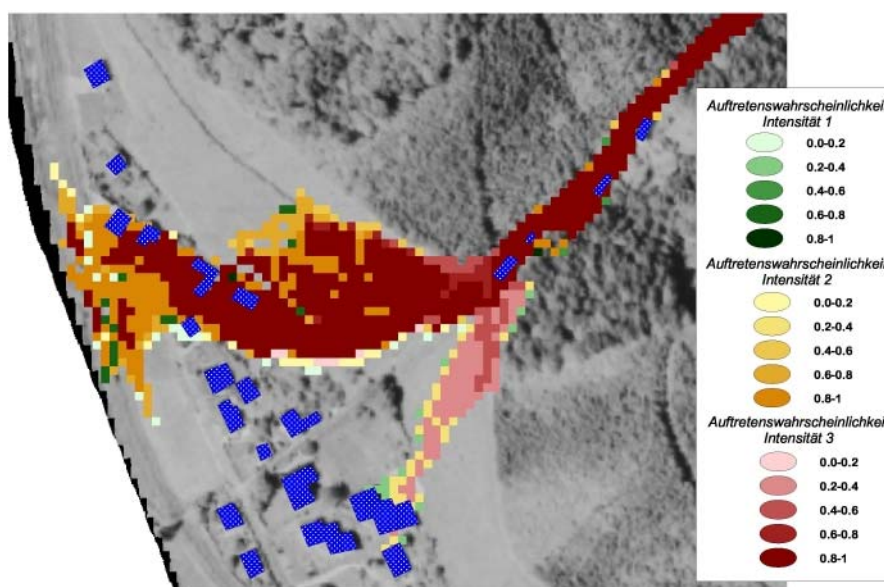 Auftretenswahrscheinlichkei
Intensität 1
0.0-0.2
0.2-0.4
0.4-0.6
0.6-0.8
0.8-1
Auftretenswahrscheinlichkei
Intensität 2
0.0-0.2
0.2-0.4
0.4-0.6
0.6-0.8
0.8-1
Auftretenswahrscheinlichkei
Intensität 3
0.0-0.2
0.2-0.4
0.4-0.6
0.6-0.8
0.8-1